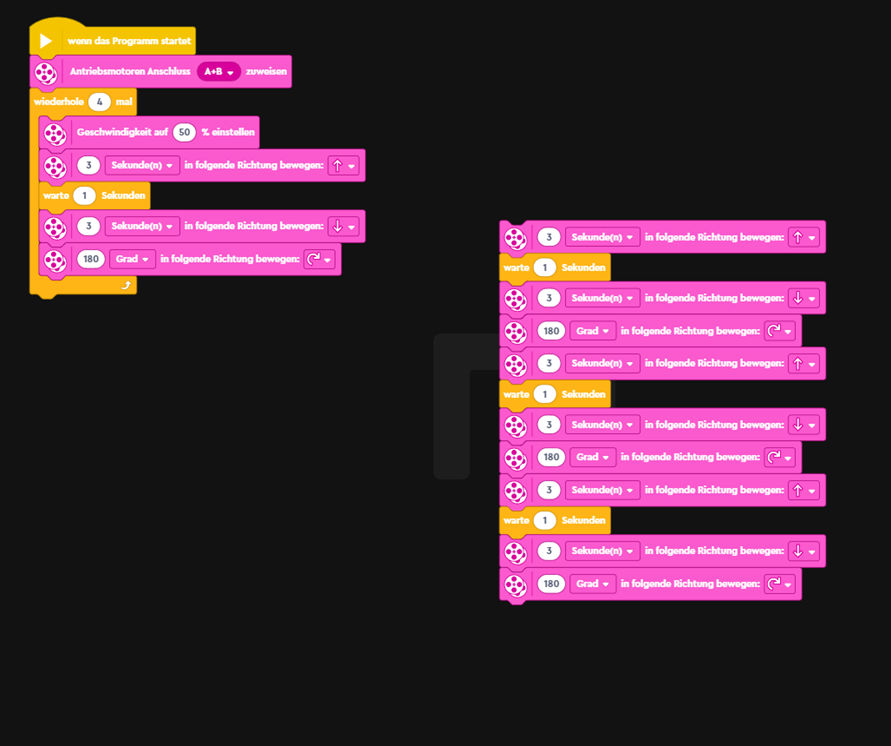 wenn das Programm startet
Antriebsmotoren Anschluss A+B zuweisen
wiederhole 4 mal
Geschwindigkeit auf 50 % einstellen
3 Sekunde(n) in folgende Richtung bewegen:
warte 1 Sekunden
3 Sekunde(n) in folgende Richtung bewegen:
180 Grad in folgende Richtung bewegen:
3 Sekunde(n) in folgende Richtung bewegen:
warte 1 Sekunden
3 Sekunde(n) in folgende Richtung bewegen:
180 Grad in folgende Richtung bewegen:
3 Sekunde(n) in folgende Richtung bewegen:
warte 1 Sekunden
3 Sekunde(n) in folgende Richtung bewegen:
180 Grad in folgende Richtung bewegen:
3 Sekunde(n) in folgende Richtung bewegen:
warte 1 Sekunden
3 Sekunde(n) in folgende Richtung bewegen:
180 Grad in folgende Richtung bewegen: